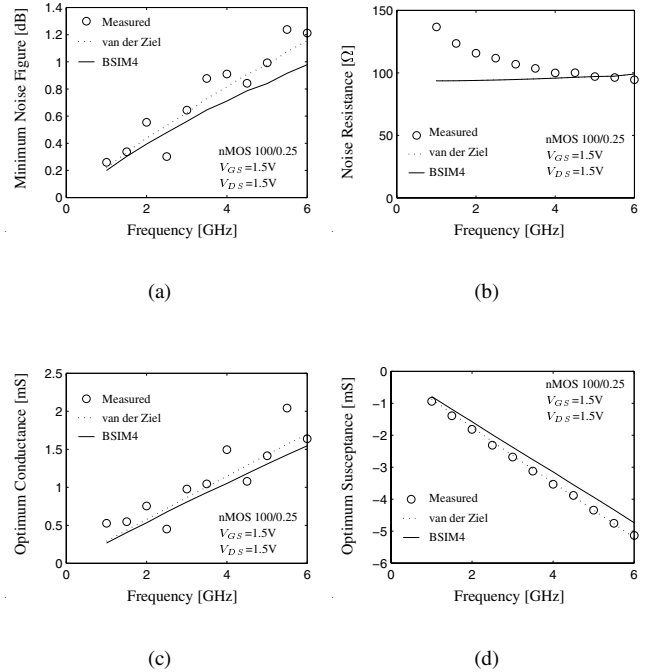 Minimum Noise Figure [dB]
1.4
1.2
1
0.8
0.6
0.4
0.2
0
0
2
4
6
Measured
van der Ziel
BSIM4
nMOS 100/0.25
V_GS=1.5V
V_DS=1.5V
Frequency [GHz]
(a)
Noise Resistance [Ω]
150
100
50
0
0
2
4
6
Measured
van der Ziel
BSIM4
nMOS 100/0.25
V_GS=1.5V
V_DS=1.5V
Frequency [GHz]
(b)
Optimum Conductance [mS]
2.5
2
1.5
1
0.5
0
0
2
4
6
Measured
van der Ziel
BSIM4
nMOS 100/0.25
V_GS=1.5V
V_DS=1.5V
Frequency [GHz]
(c)
Optimum Susceptance [mS]
0
−1
−2
−3
−4
−5
−6
0
2
4
6
nMOS 100/0.25
V_GS=1.5V
V_DS=1.5V
Measured
van der Ziel
BSIM4
Frequency [GHz]
(d)